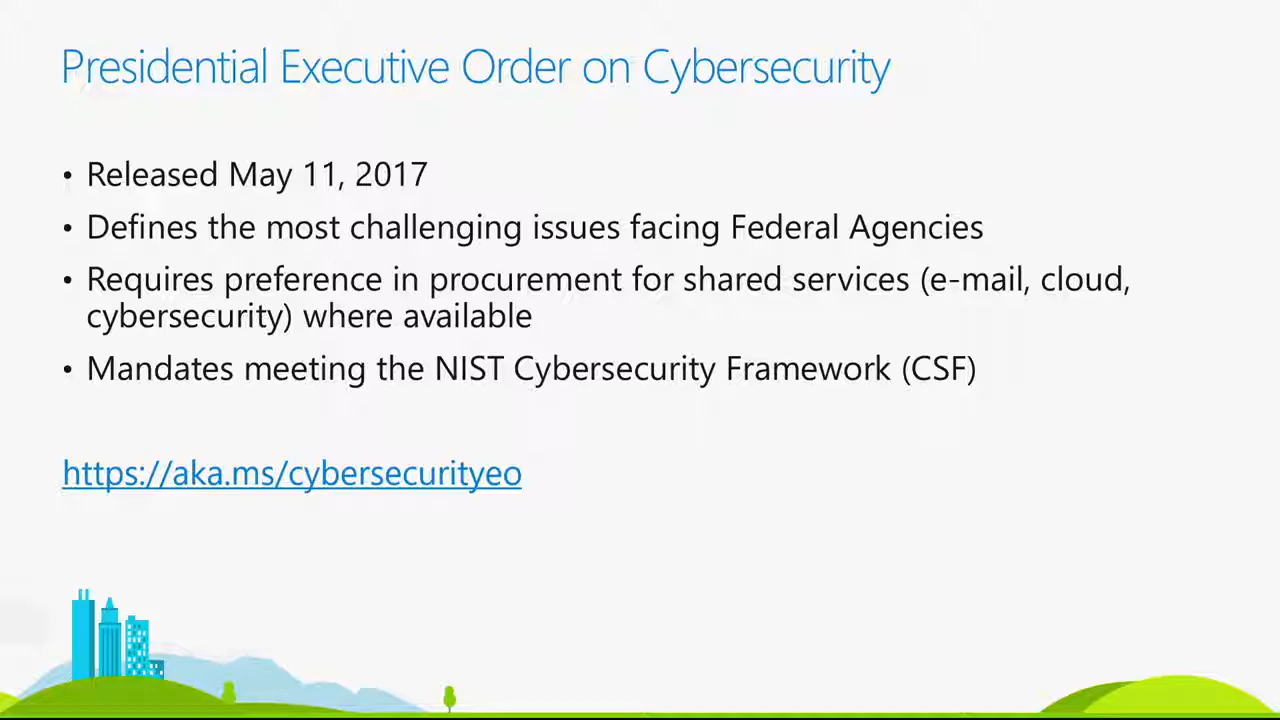 Presidential Executive Order on Cybersecurity
• Released May 11, 2017
• Defines the most challenging issues facing Federal Agencies
• Requires preference in procurement for shared services (e-mail, cloud,
cybersecurity) where available
• Mandates meeting the NIST Cybersecurity Framework (CSF)
https://aka.ms/cybersecurityeo